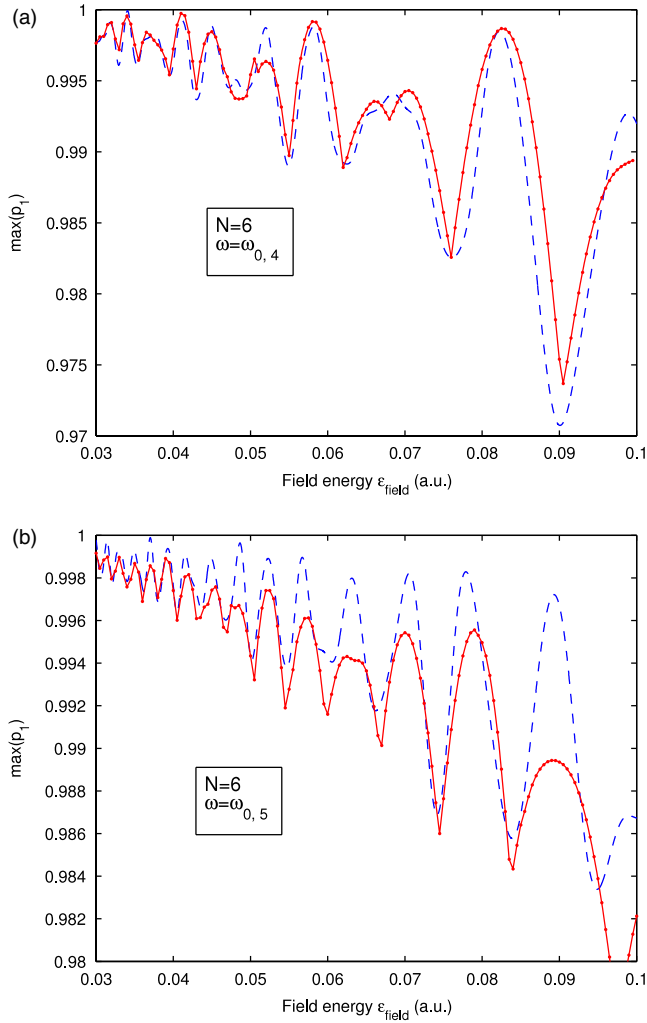 (a)
1
0.995
0.99
0.985
0.98
0.975
0.97
max(p₁)
N=6
ω=ω₀, ₄
0.03 0.04 0.05 0.06 0.07 0.08 0.09 0.1
Field energy ε_field (a.u.)
(b)
1
0.998
0.996
0.994
0.992
0.99
0.988
0.986
0.984
0.982
0.98
max(p₁)
N=6
ω=ω₀, ₅
0.03 0.04 0.05 0.06 0.07 0.08 0.09 0.1
Field energy ε_field (a.u.)